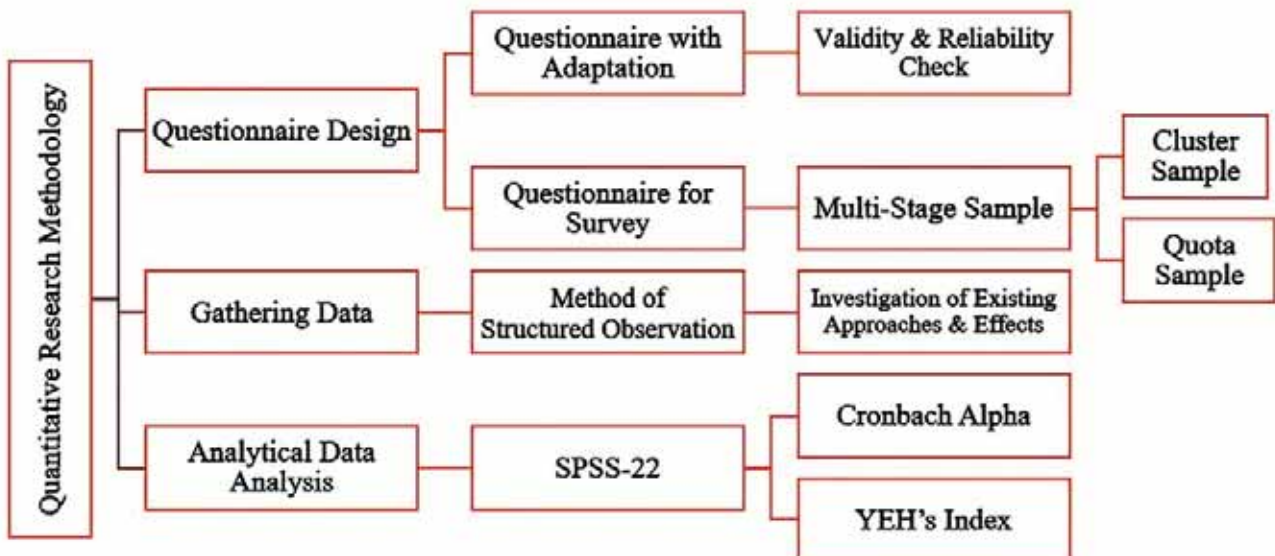 Quantitative Research Methodology
Questionnaire Design
Questionnaire with
Adaptation
Validity & Reliability
Check
Questionnaire for
Survey
Multi-Stage Sample
Cluster
Sample
Quota
Sample
Gathering Data
Method of
Structured Observation
Investigation of Existing
Approaches & Effects
Analytical Data
Analysis
SPSS-22
Cronbach Alpha
YEH's Index